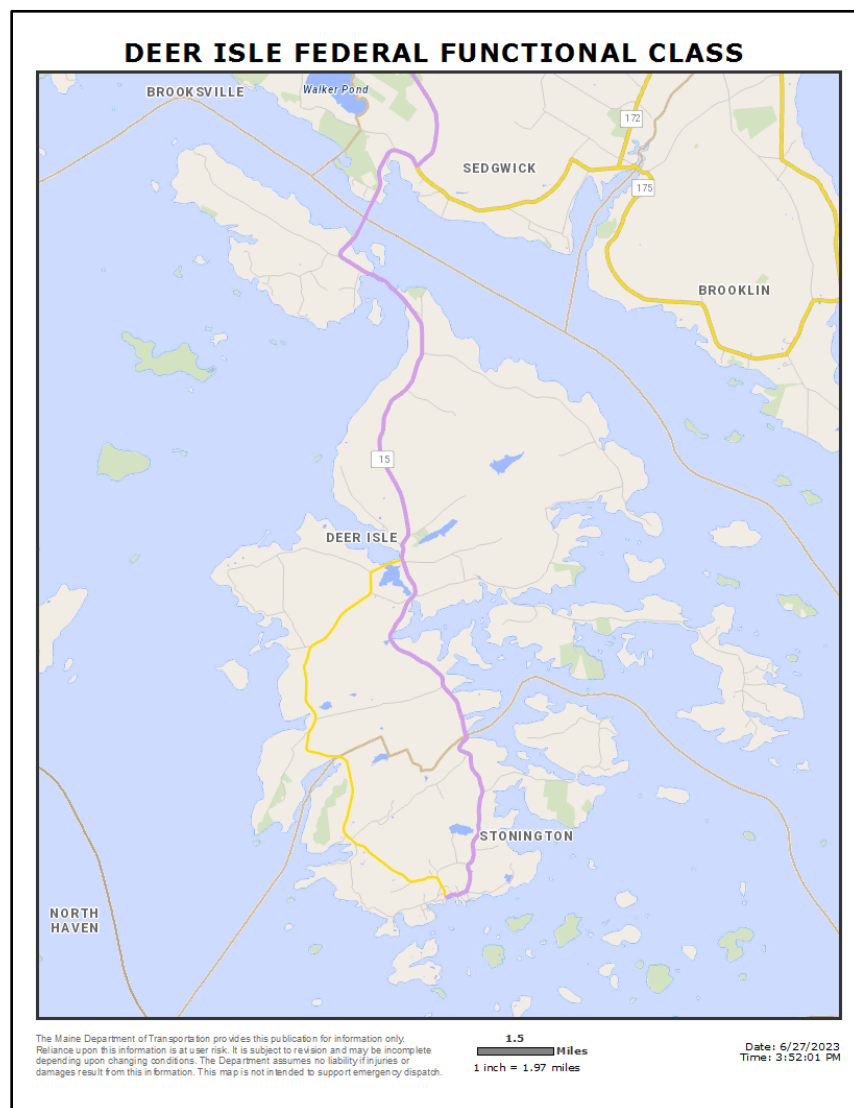 DEER ISLE FEDERAL FUNCTIONAL CLASS
BROOKSVILLE
Walker Pond
172
SEDGWICK
175
BROOKLIN
15
DEER ISLE
STONINGTON
NORTH
HAVEN
The Maine Department of Transportation provides this publication for information only.
Reliance upon this information is at user risk. It is subject to revision and may be incomplete
depending upon changing conditions. The Department assumes no liability if injuries or
damages result from this information. This map is not intended to support emergency dispatch.
1.5
Miles
1 inch = 1.97 miles
Date: 6/27/2023
Time: 3:52:01 PM